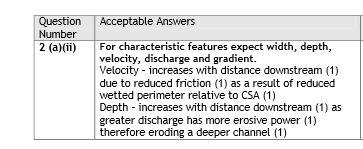 Question Number
Acceptable Answers
2 (a)(ii)
For characteristic features expect width, depth,
velocity, discharge and gradient.
Velocity – increases with distance downstream (1)
due to reduced friction (1) as a result of reduced
wetted perimeter relative to CSA (1)
Depth – increases with distance downstream (1) as
greater discharge has more erosive power (1)
therefore eroding a deeper channel (1)